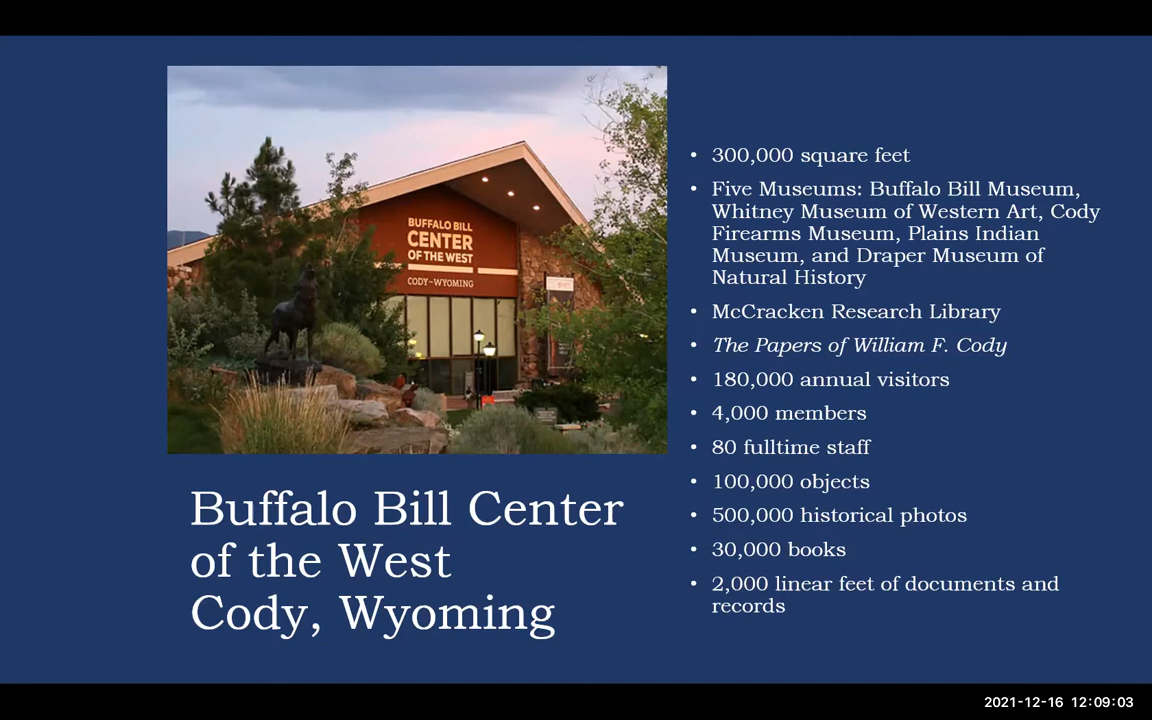 BUFFALO BILL
CENTER
OF THE WEST
CODY~WYOMING
Buffalo Bill Center
of the West
Cody, Wyoming
• 300,000 square feet
• Five Museums: Buffalo Bill Museum,
Whitney Museum of Western Art, Cody
Firearms Museum, Plains Indian
Museum, and Draper Museum of
Natural History
• McCracken Research Library
• The Papers of William F. Cody
• 180,000 annual visitors
• 4,000 members
• 80 fulltime staff
• 100,000 objects
• 500,000 historical photos
• 30,000 books
• 2,000 linear feet of documents and
records
2021-12-16 12:09:03